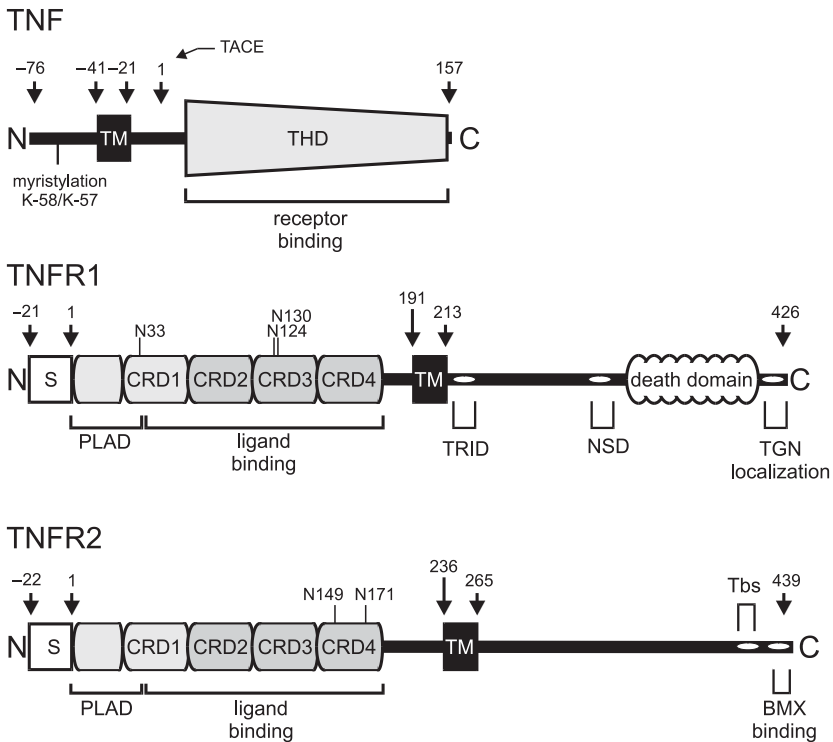 TNF
TACE
–76
–41
–21
1
157
N
TM
THD
C
myristylation
K-58/K-57
receptor
binding
TNFR1
–21
1
N33
N130
N124
191
213
426
N
S
CRD1
CRD2
CRD3
CRD4
TM
death domain
C
PLAD
ligand
binding
TRID
NSD
TGN
localization
TNFR2
–22
1
N149
N171
236
265
Tbs
439
N
S
CRD1
CRD2
CRD3
CRD4
TM
C
PLAD
ligand
binding
BMX
binding